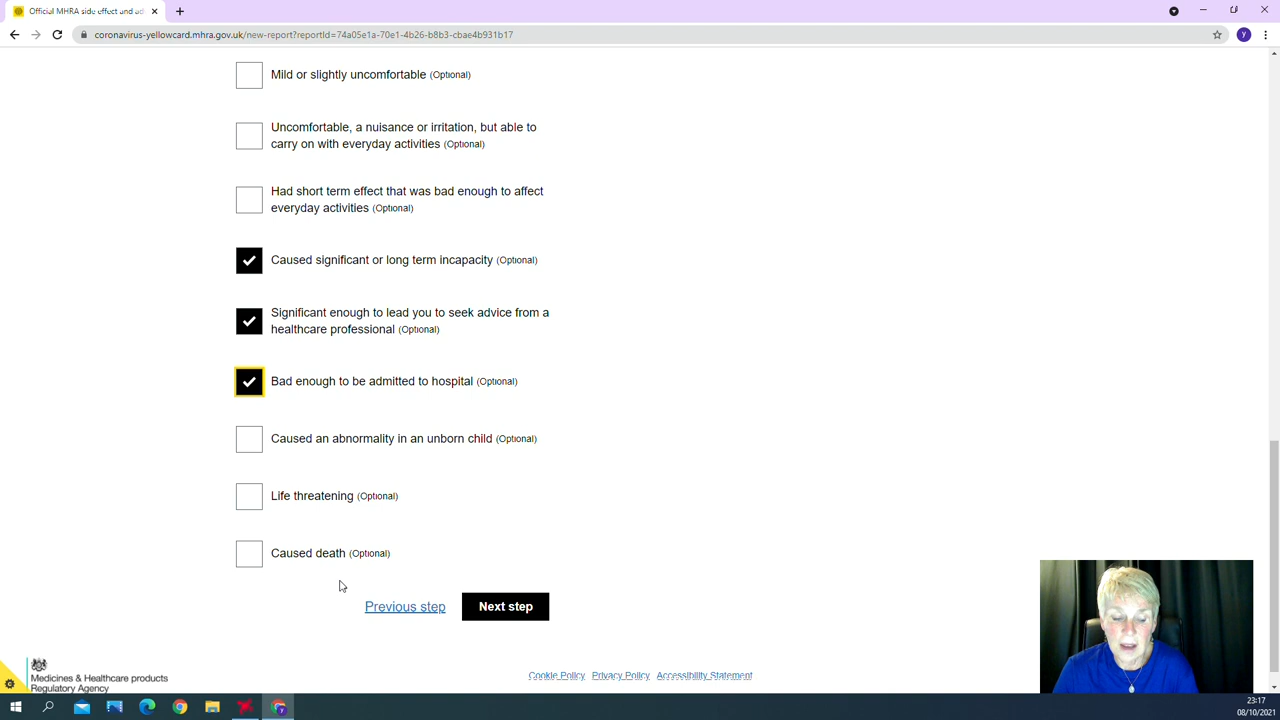 Official MHRA side effect and ad
coronavirus-yellowcard.mhra.gov.uk/new-report?reportId=74a05e1a-70e1-4b26-b8b3-cbae4b931b17
Y
Mild or slightly uncomfortable (Optional)
Uncomfortable, a nuisance or irritation, but able to
carry on with everyday activities (Optional)
Had short term effect that was bad enough to affect
everyday activities (Optional)
Caused significant or long term incapacity (Optional)
Significant enough to lead you to seek advice from a
healthcare professional (Optional)
Bad enough to be admitted to hospital (Optional)
Caused an abnormality in an unborn child (Optional)
Life threatening (Optional)
Caused death (Optional)
Previous step Next step
Medicines & Healthcare products
Regulatory Agency
Cookie Policy Privacy Policy Accessibility Statement
23:17
08/10/2021